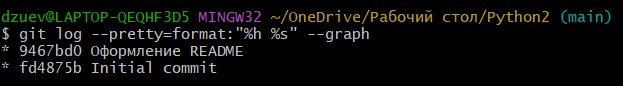 dzuev@LAPTOP-QEQHF3D5 MINGW32 ~/OneDrive/Рабочий стол/Python2 (main)
$ git log --pretty=format:"%h %s" --graph
* 9467bd0 Оформление README
* fd4875b Initial commit